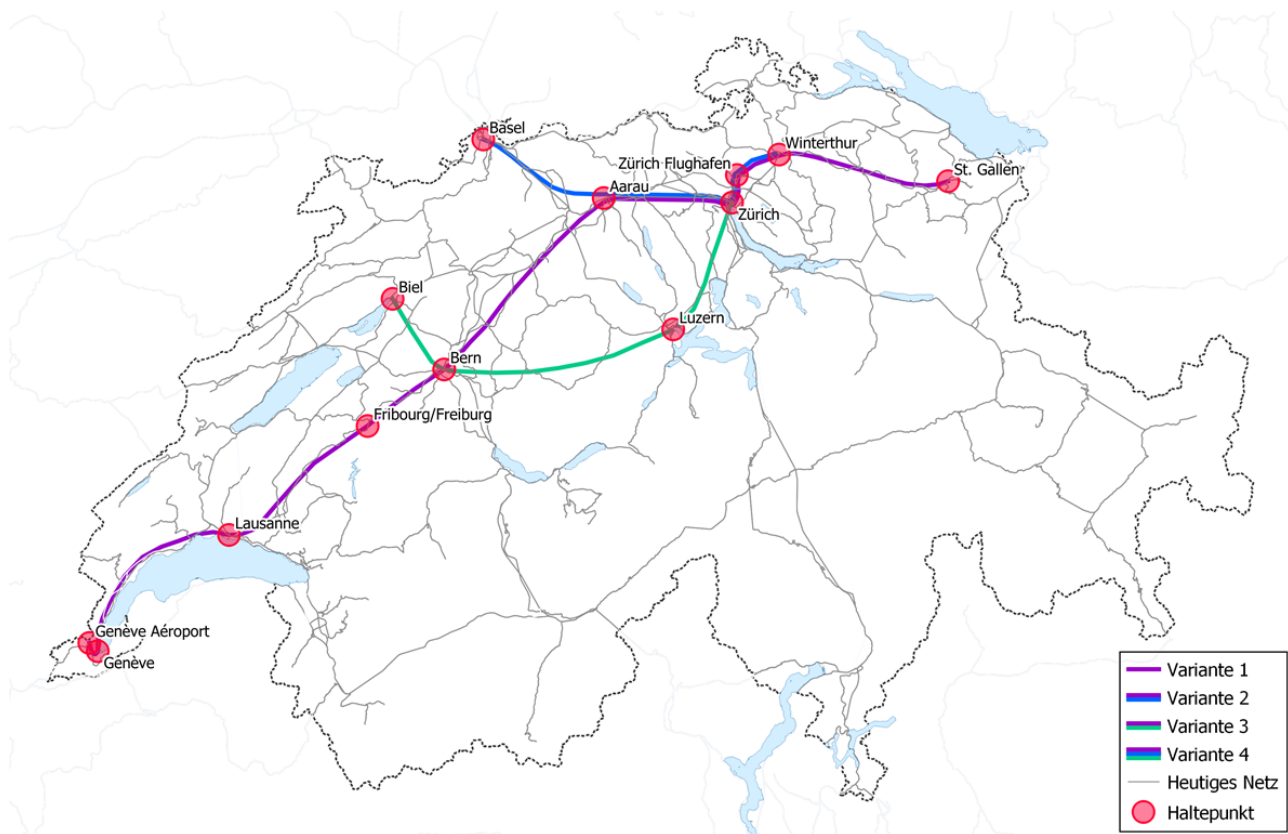 Basel
Winterthur
Zürich Flughafen
St. Gallen
Aarau
Zürich
Biel
Luzern
Bern
Fribourg/Freiburg
Lausanne
Genève Aéroport
Genève
Variante 1
Variante 2
Variante 3
Variante 4
Heutiges Netz
Haltepunkt